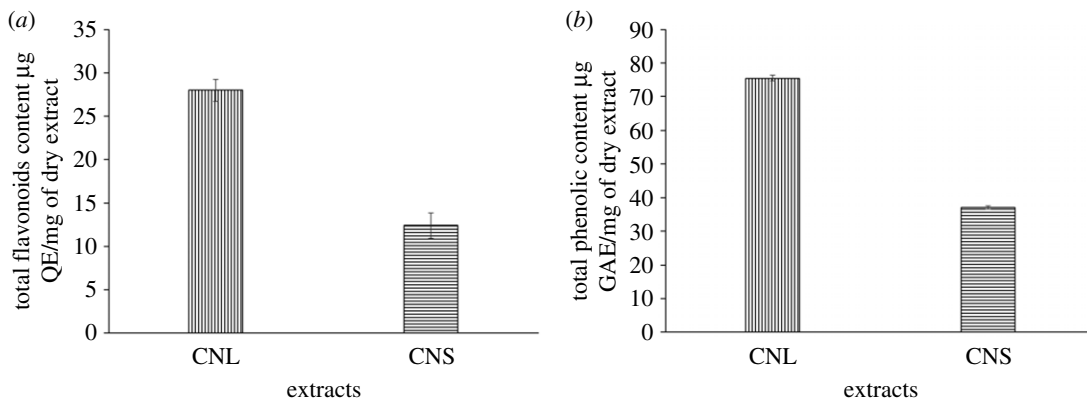 (a)
total flavonoids content µg
QE/mg of dry extract
35
30
25
20
15
10
5
0
CNL CNS
extracts
(b)
total phenolic content µg
GAE/mg of dry extract
90
80
70
60
50
40
30
20
10
0
CNL CNS
extracts